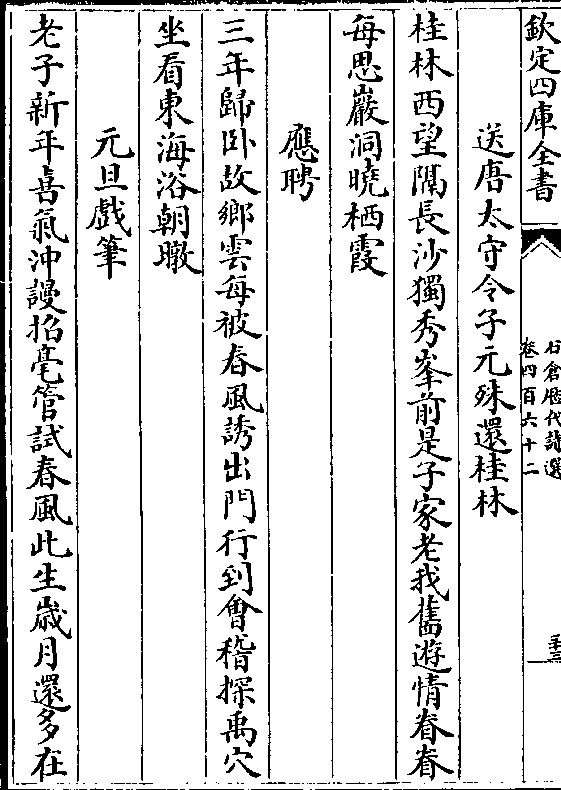 欽定四庫全書
石倉歷代詩選
卷四百六十二
三十三
送唐太守令子元殊還桂林
桂林西望隔長沙獨秀峯前是子家老我舊遊情眷眷
每思巖洞曉栖霞
應聘
三年歸卧故鄉雲每被春風誘出門行到會稽探禹穴
坐看東海浴朝暾
元旦戲筆
老子新年喜氣沖謾拈毫管試春風此生歲月還多在